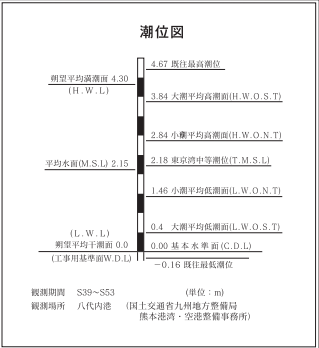 潮位図
4.67 既往最高潮位
朔望平均満潮面 4.30
(H.W.L)
3.84 大潮平均高潮面(H.W.O.S.T)
2.84 小潮平均高潮面(H.W.O.N.T)
平均水面(M.S.L) 2.15
2.18 東京湾中等潮位(T.M.S.L)
1.46 小潮平均低潮面(L.W.O.N.T)
(L.W.L)
0.4 大潮平均低潮面(L.W.O.S.T)
朔望平均干潮面 0.0
0.00 基本水準面(C.D.L)
(工事用基準面W.D.L)
−0.16 既往最低潮位
観測期間 S39〜S53 (単位：m)
観測場所 八代内港 (国土交通省九州地方整備局
熊本港湾・空港整備事務所)